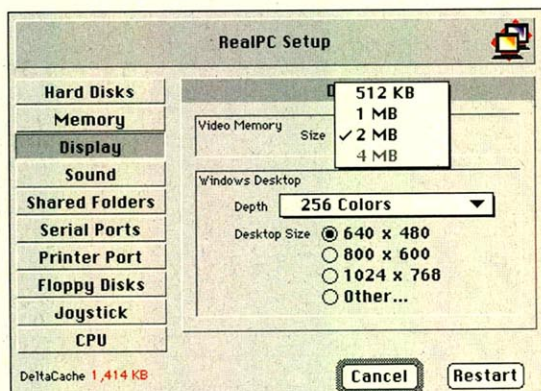 RealPC Setup
Hard Disks
Memory
Display
Sound
Shared Folders
Serial Ports
Printer Port
Floppy Disks
Joystick
CPU
DeltaCache 1,414 KB
D
Video Memory
Size
512 KB
1 MB
✓ 2 MB
4 MB
Windows Desktop
Depth 256 Colors
Desktop Size 640 x 480
800 x 600
1024 x 768
Other...
Cancel Restart